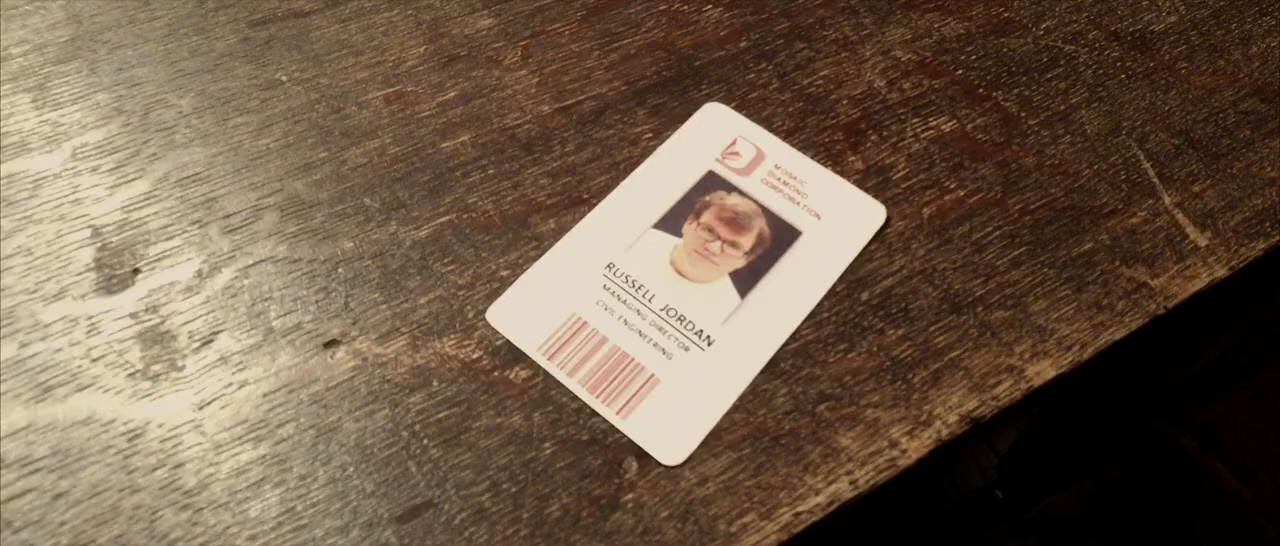 MOSAIC
DIAMOND
CORPORATION
RUSSELL JORDAN
MANAGING DIRECTOR
CIVIL ENGINEERING